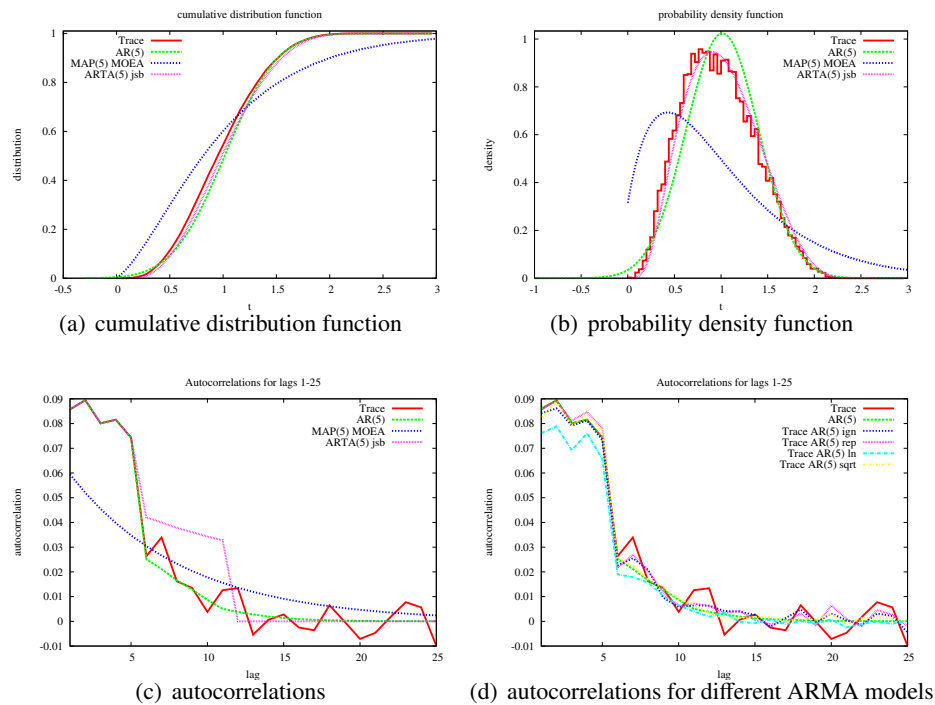 cumulative distribution function
Trace
AR(5)
MAP(5) MOEA
ARTA(5) jsb
distribution
1
0.8
0.6
0.4
0.2
0
-0.5 0 0.5 1 1.5 2 2.5 3
t
(a) cumulative distribution function
probability density function
Trace
AR(5)
MAP(5) MOEA
ARTA(5) jsb
density
1
0.8
0.6
0.4
0.2
0
-1 -0.5 0 0.5 1 1.5 2 2.5 3
t
(b) probability density function
Autocorrelations for lags 1-25
Trace
AR(5)
MAP(5) MOEA
ARTA(5) jsb
autocorrelation
0.09
0.08
0.07
0.06
0.05
0.04
0.03
0.02
0.01
0
-0.01
5 10 15 20 25
lag
(c) autocorrelations
Autocorrelations for lags 1-25
Trace
AR(5)
Trace AR(5) ign
Trace AR(5) rep
Trace AR(5) ln
Trace AR(5) sqrt
autocorrelation
0.09
0.08
0.07
0.06
0.05
0.04
0.03
0.02
0.01
0
-0.01
5 10 15 20 25
lag
(d) autocorrelations for different ARMA models